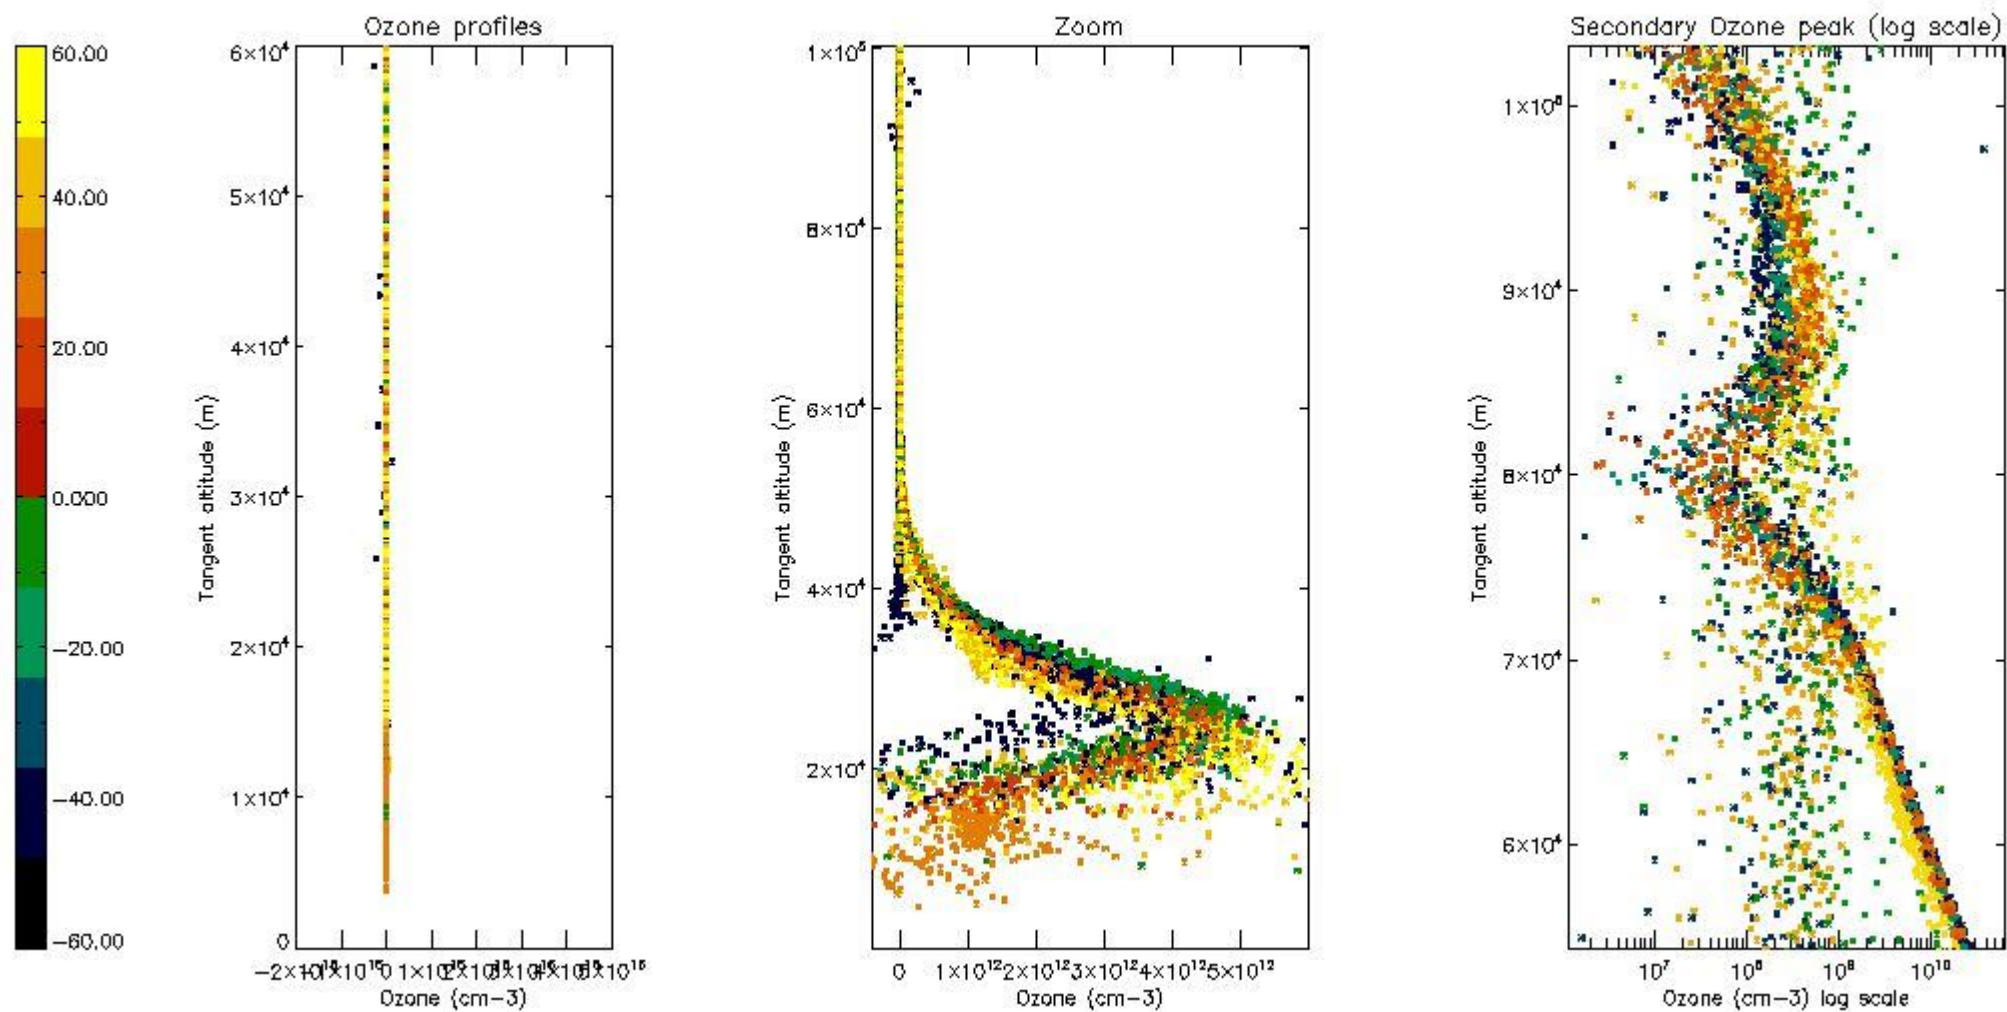 Ozone profiles
Zoom
Secondary Ozone peak (log scale)
60.00
40.00
20.00
−20.00
−40.00
−60.00
6×10⁴
5×10⁴
4×10⁴
3×10⁴
2×10⁴
1×10⁴
0
Tangent altitude (m)
Ozone (cm−3)
1×10⁵
8×10⁴
6×10⁴
4×10⁴
2×10⁴
Tangent altitude (m)
0 1×10¹² 2×10¹² 3×10¹² 4×10¹² 5×10¹²
Ozone (cm−3)
9×10⁴
8×10⁴
7×10⁴
6×10⁴
Tangent altitude (m)
10⁷ 10⁸ 10⁹ 10¹⁰
Ozone (cm−3) log scale